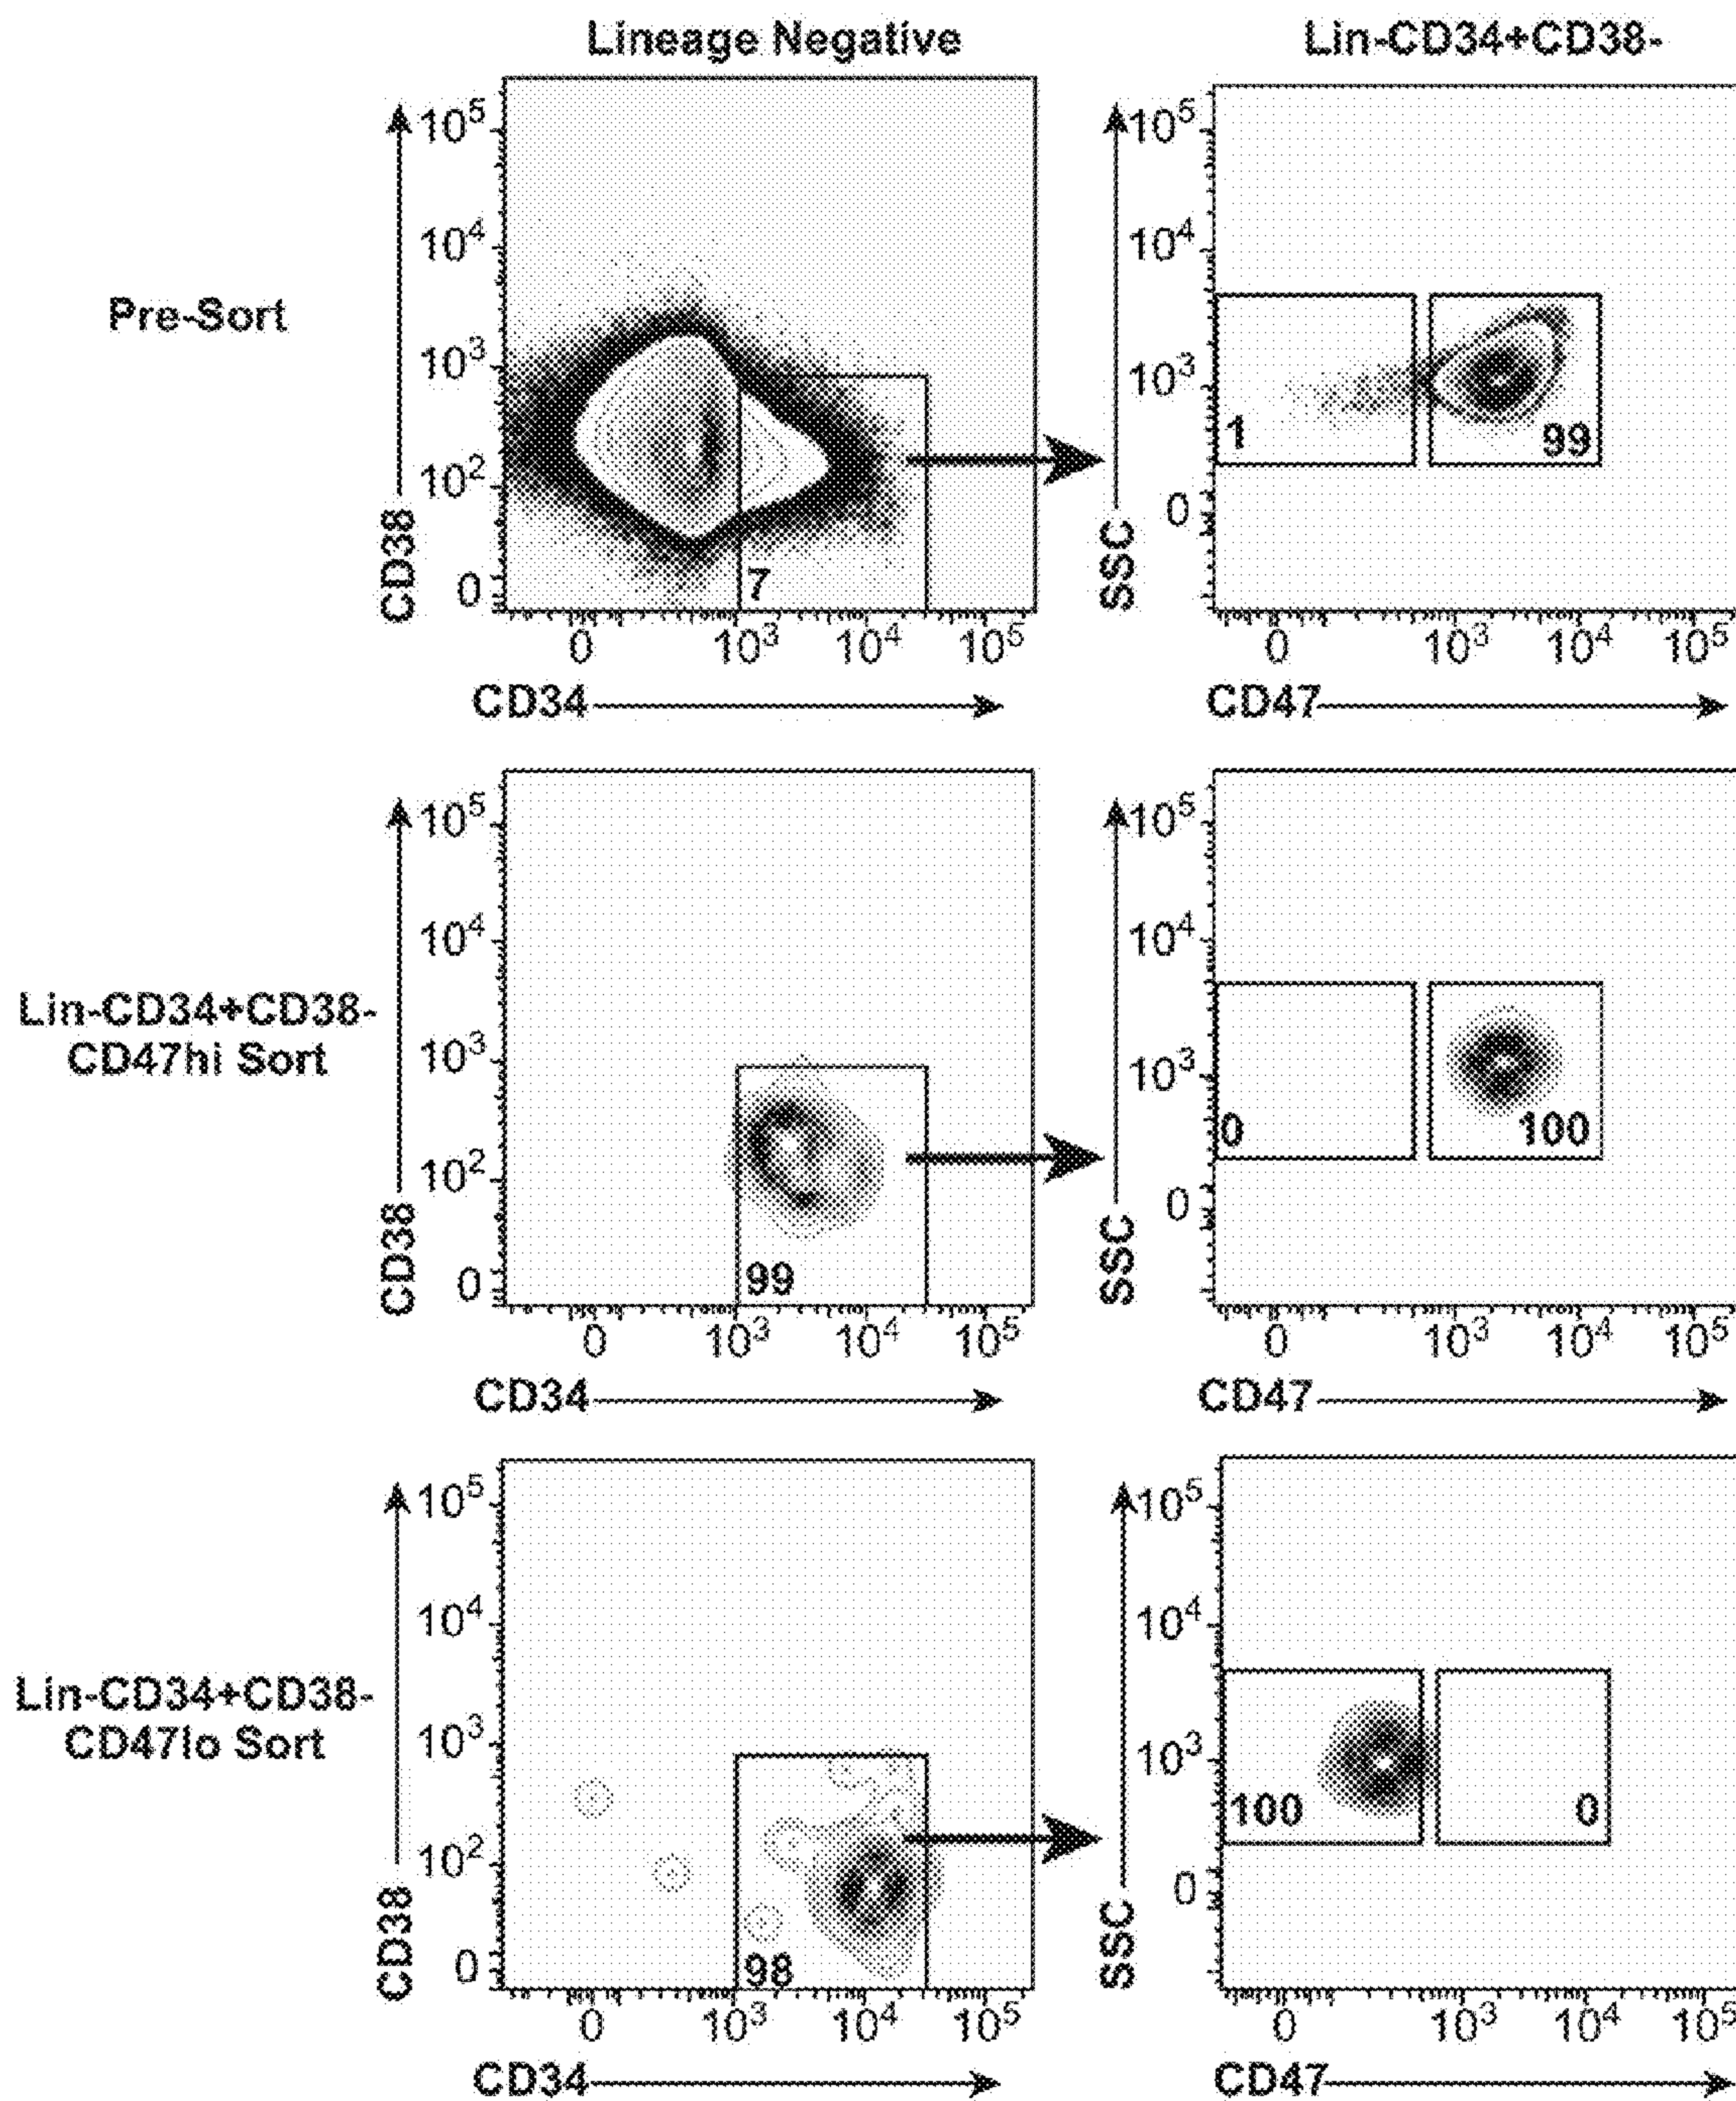 Lineage Negative
Lin-CD34+CD38-
Pre-Sort
CD38
10⁵
10⁴
10³
10²
0
7
0 10³ 10⁴ 10⁵
CD34
SSC
10⁵
10⁴
10³
0
1
99
0 10³ 10⁴ 10⁵
CD47
Lin-CD34+CD38-
CD47hi Sort
CD38
10⁵
10⁴
10³
10²
0
99
0 10³ 10⁴ 10⁵
CD34
SSC
10⁵
10⁴
10³
0
0
100
0 10³ 10⁴ 10⁵
CD47
Lin-CD34+CD38-
CD47lo Sort
CD38
10⁵
10⁴
10³
10²
0
98
0 10³ 10⁴ 10⁵
CD34
SSC
10⁵
10⁴
10³
0
100
0
0 10³ 10⁴ 10⁵
CD47